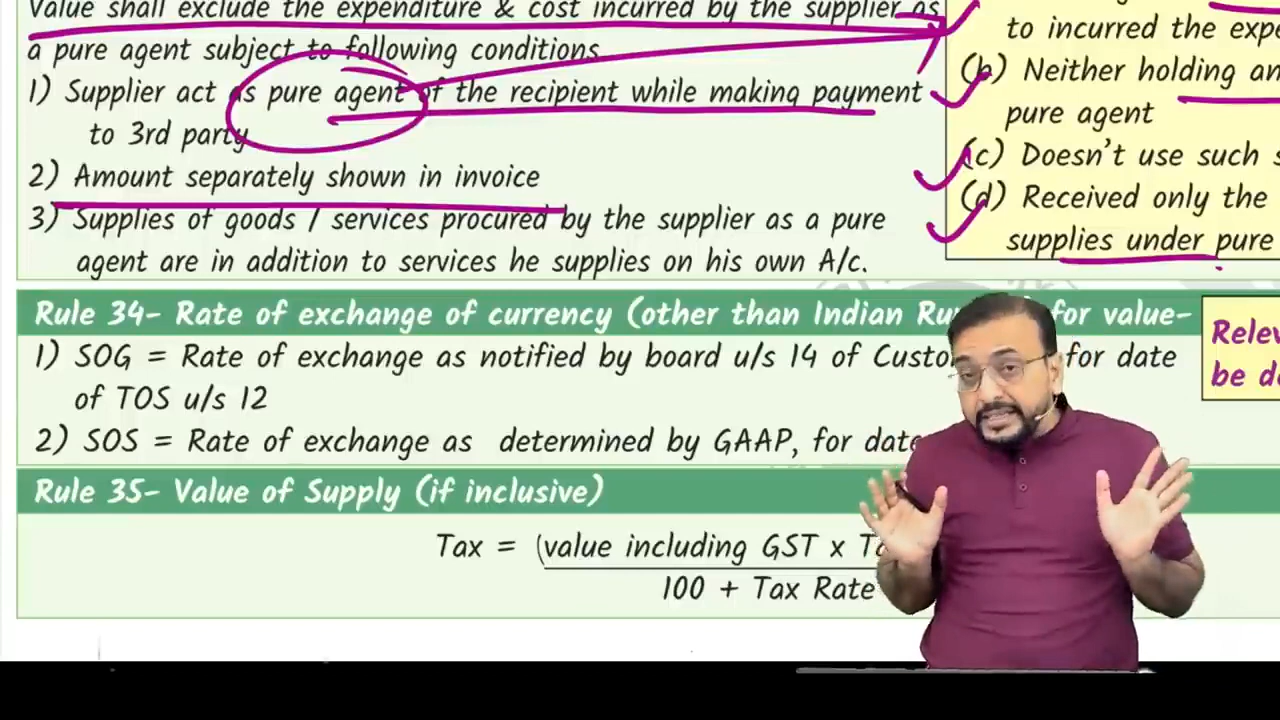 Value shall exclude the expenditure & cost incurred by the supplier as
a pure agent subject to following conditions
1) Supplier act as pure agent of the recipient while making payment
to 3rd party
2) Amount separately shown in invoice
3) Supplies of goods / services procured by the supplier as a pure
agent are in addition to services he supplies on his own A/c.
to incurred the
(b) Neither holding
pure agent
(c) Doesn't use such
(d) Received only the
supplies under pure
Rule 34- Rate of exchange of currency (other than Indian for value-
1) SOG = Rate of exchange as notified by board u/s 14 of for date
of TOS u/s 12
2) SOS = Rate of exchange as determined by GAAP, for date
be
Rule 35- Value of Supply (if inclusive)
Tax = (value including GST x
100 + Tax Rate